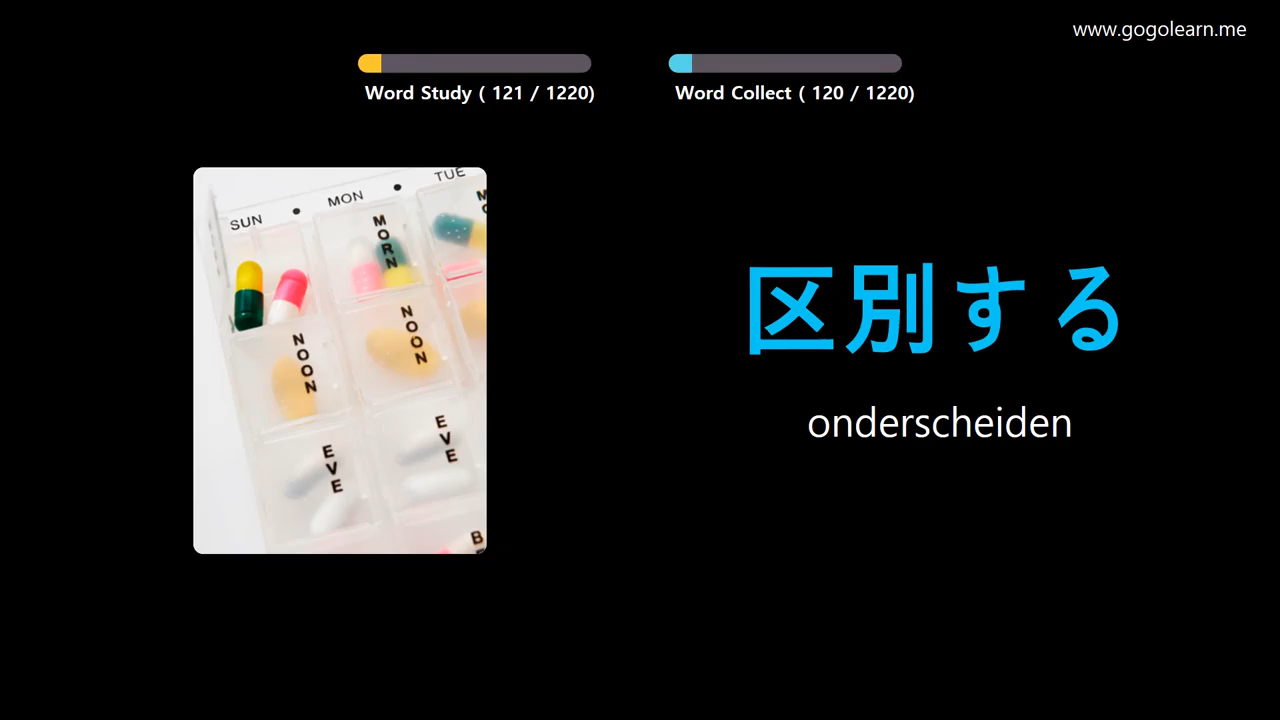 www.gogolearn.me
Word Study ( 121 / 1220)
Word Collect ( 120 / 1220)
SUN • MON • TUE
MORN
NOON
NOON
EVE
EVE
区別する
onderscheiden